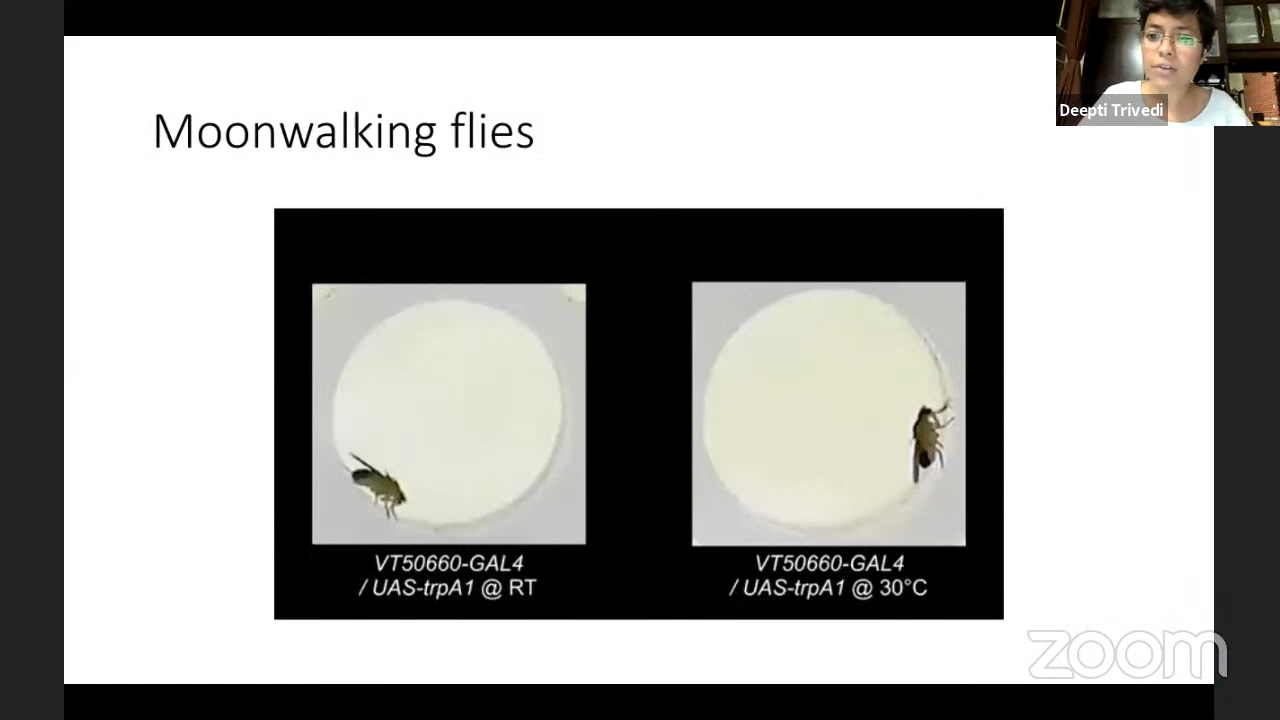 Moonwalking flies
Deepti Trivedi
VT50660-GAL4
/ UAS-trpA1 @ RT
VT50660-GAL4
/ UAS-trpA1 @ 30°C
zoom